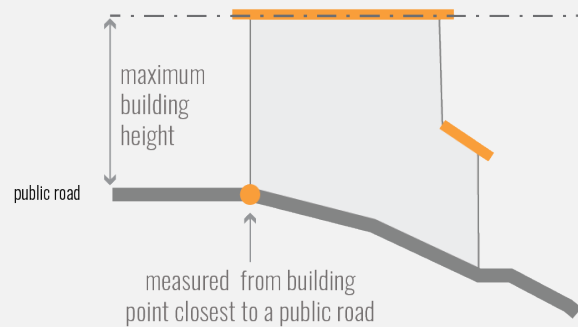 maximum
building
height
public road
measured from building
point closest to a public road